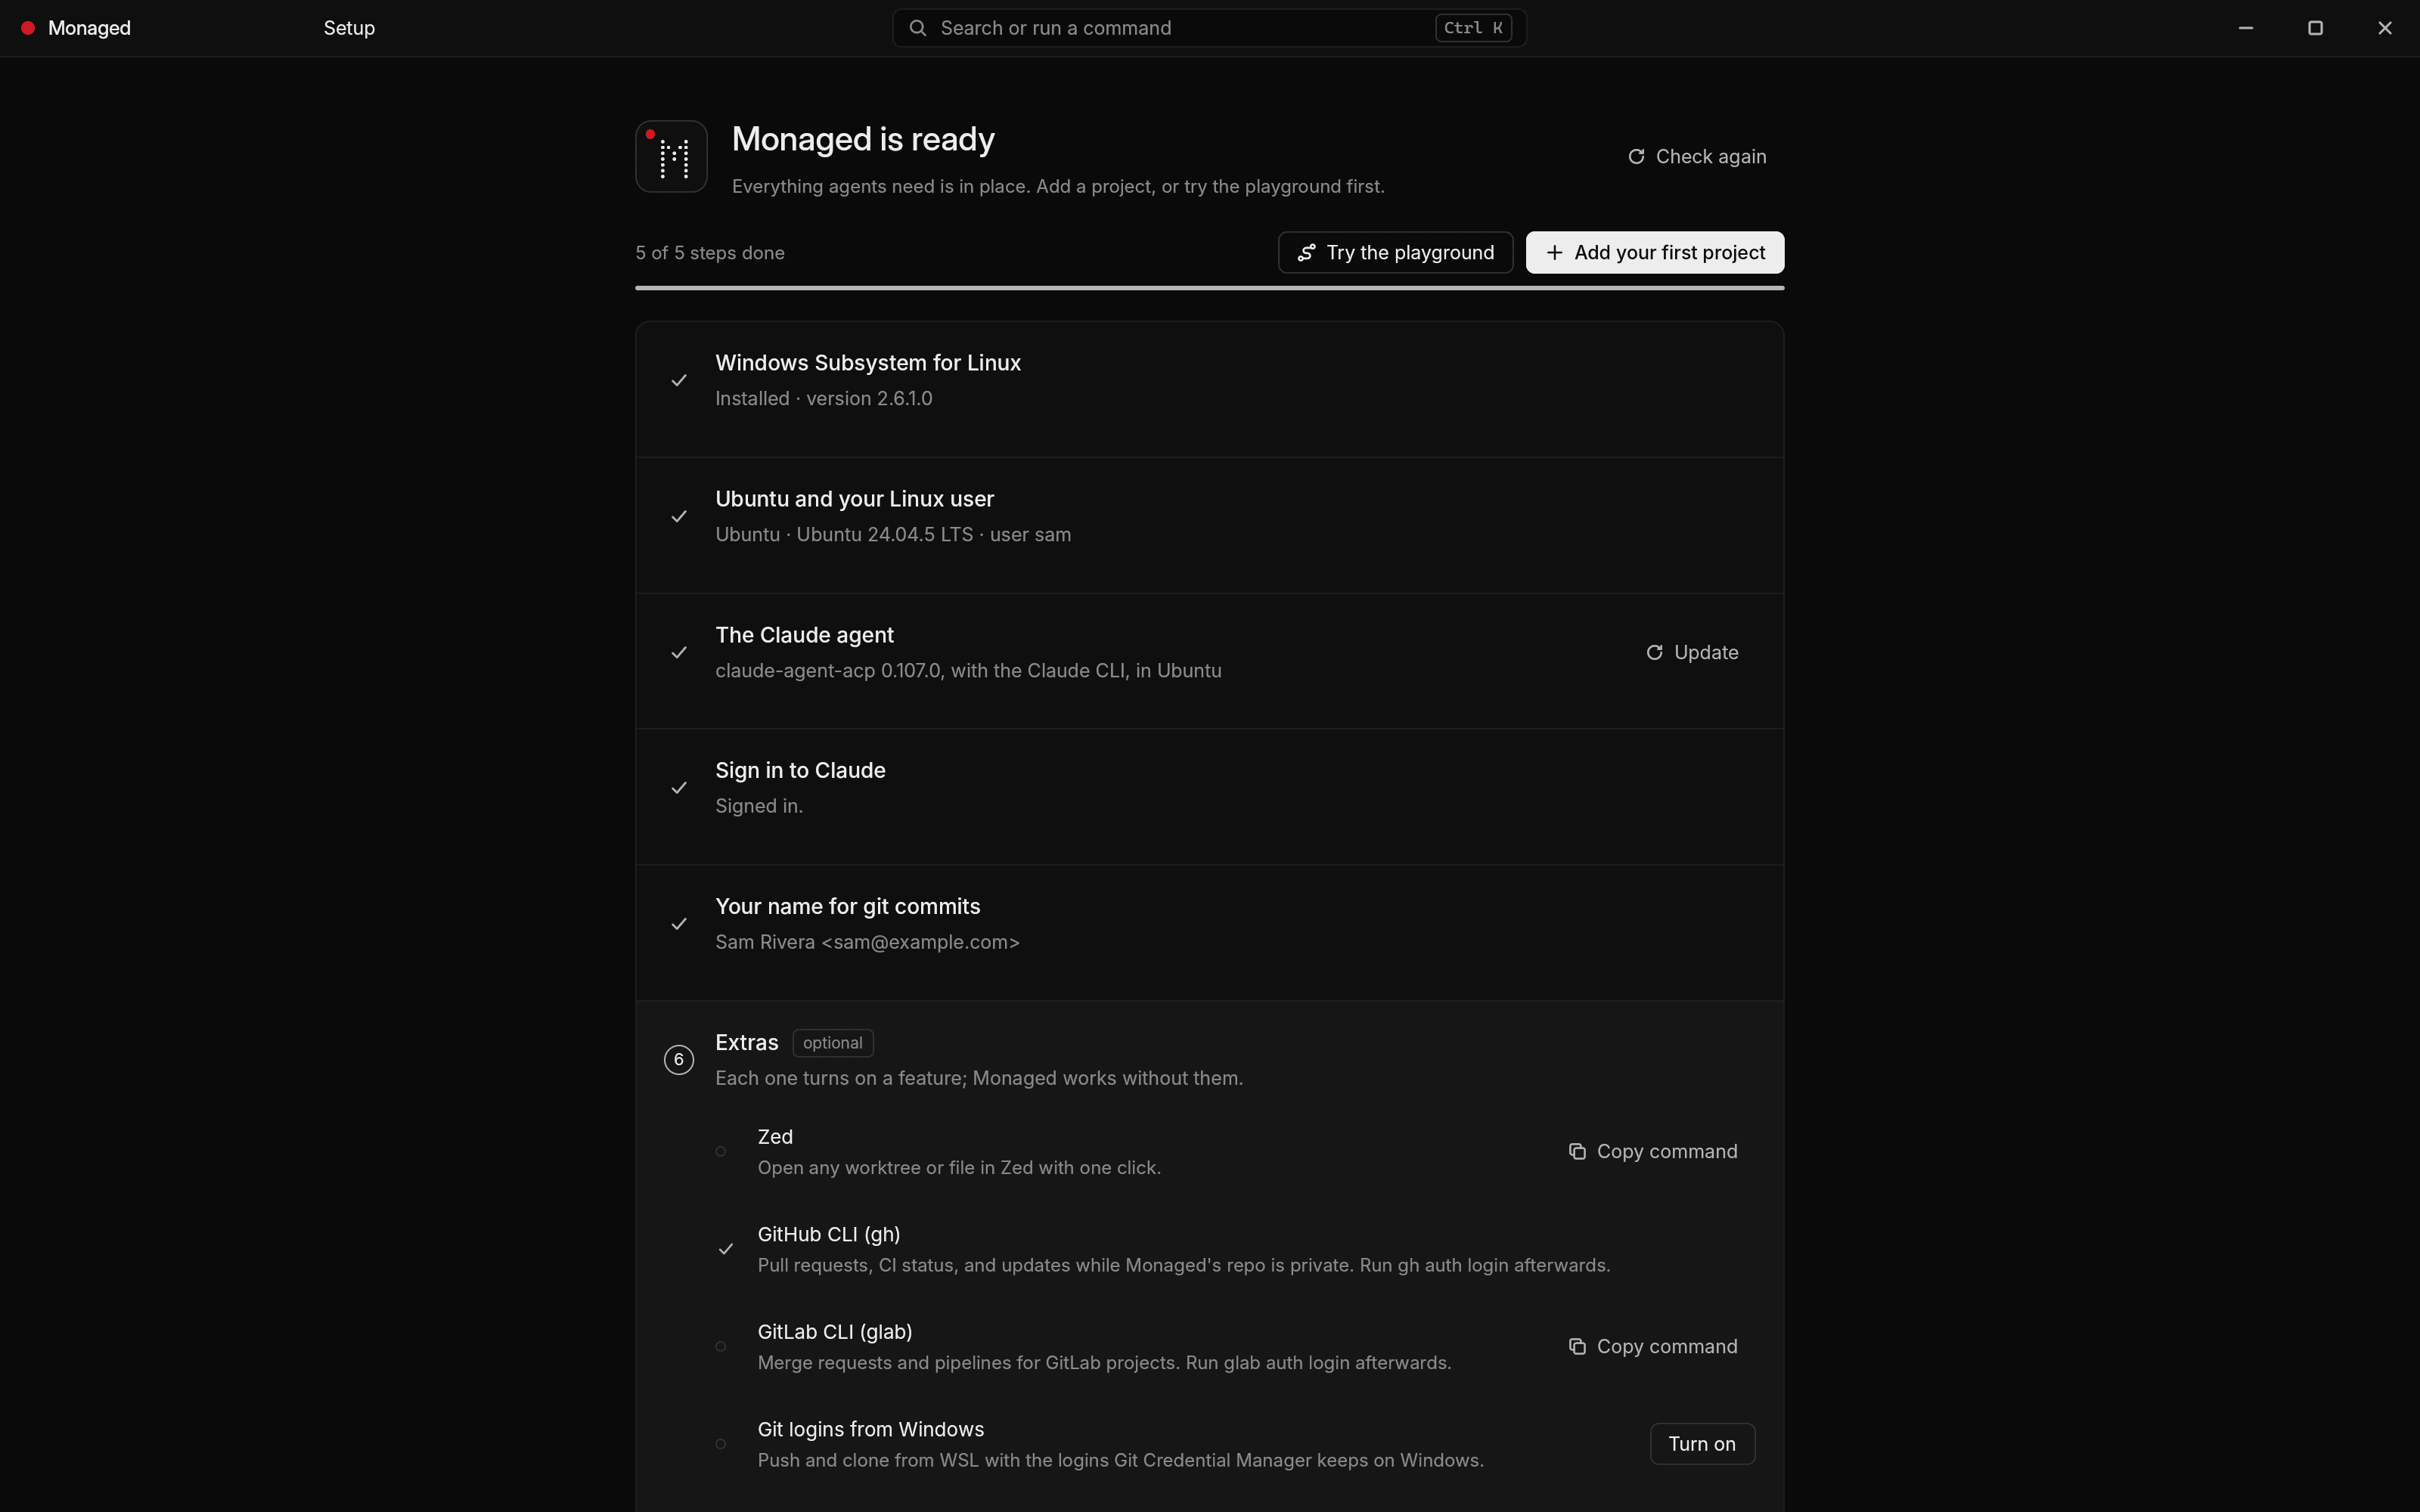 Monaged
Setup
Search or run a command
Ctrl K
Monaged is ready
Everything agents need is in place. Add a project, or try the playground first.
Check again
5 of 5 steps done
Try the playground
Add your first project
Windows Subsystem for Linux
Installed · version 2.6.1.0
Ubuntu and your Linux user
Ubuntu · Ubuntu 24.04.5 LTS · user sam
The Claude agent
claude-agent-acp 0.107.0, with the Claude CLI, in Ubuntu
Update
Sign in to Claude
Signed in.
Your name for git commits
Sam Rivera <sam@example.com>
6
Extras
optional
Each one turns on a feature; Monaged works without them.
Zed
Open any worktree or file in Zed with one click.
Copy command
GitHub CLI (gh)
Pull requests, CI status, and updates while Monaged's repo is private. Run gh auth login afterwards.
GitLab CLI (glab)
Merge requests and pipelines for GitLab projects. Run glab auth login afterwards.
Copy command
Git logins from Windows
Push and clone from WSL with the logins Git Credential Manager keeps on Windows.
Turn on